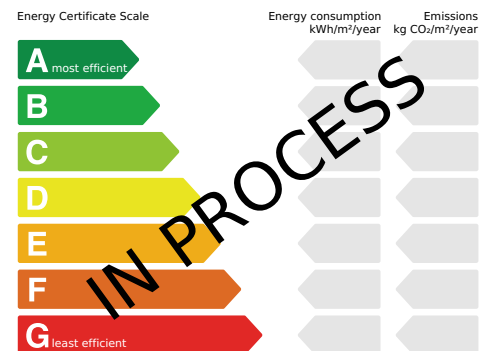 Energy Certificate Scale
Energy consumption
kWh/m²/year
Emissions
kg CO₂/m²/year
A most efficient
B
C
D
E
F
G least efficient
IN PROCESS